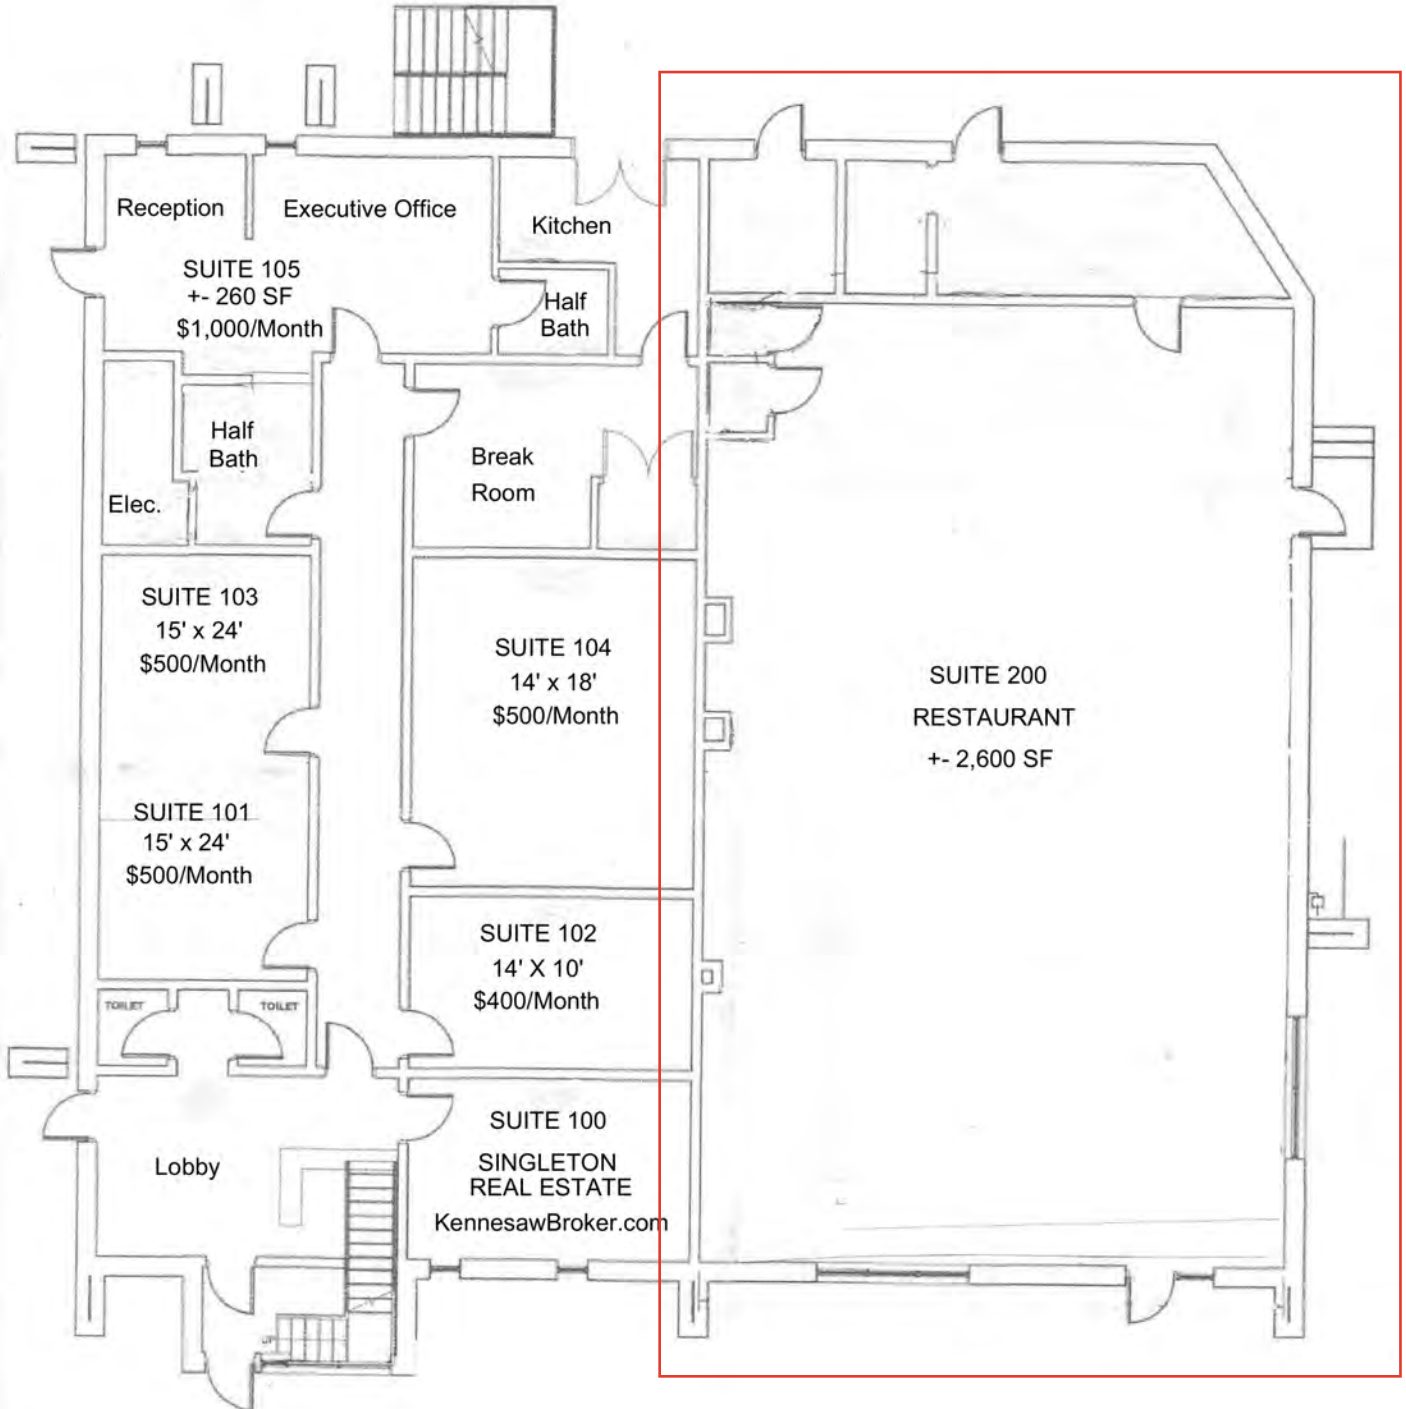 Reception
Executive Office
Kitchen
SUITE 105
+- 260 SF
$1,000/Month
Half
Bath
Half
Bath
Elec.
Break
Room
SUITE 103
15' x 24'
$500/Month
SUITE 104
14' x 18'
$500/Month
SUITE 200
RESTAURANT
+- 2,600 SF
SUITE 101
15' x 24'
$500/Month
SUITE 102
14' X 10'
$400/Month
TOILET
TOILET
SUITE 100
SINGLETON
REAL ESTATE
KennesawBroker.com
Lobby